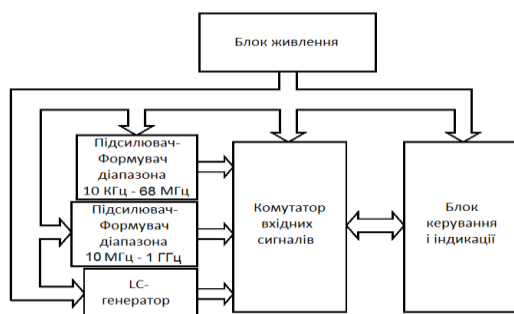 Блок живлення
Підсилювач-
Формувач
діапазона
10 КГц - 68 МГц
Підсилювач-
Формувач
діапазона
10 МГц - 1 ГГц
LC-
генератор
Комутатор
вхідних
сигналів
Блок
керування
і індикації